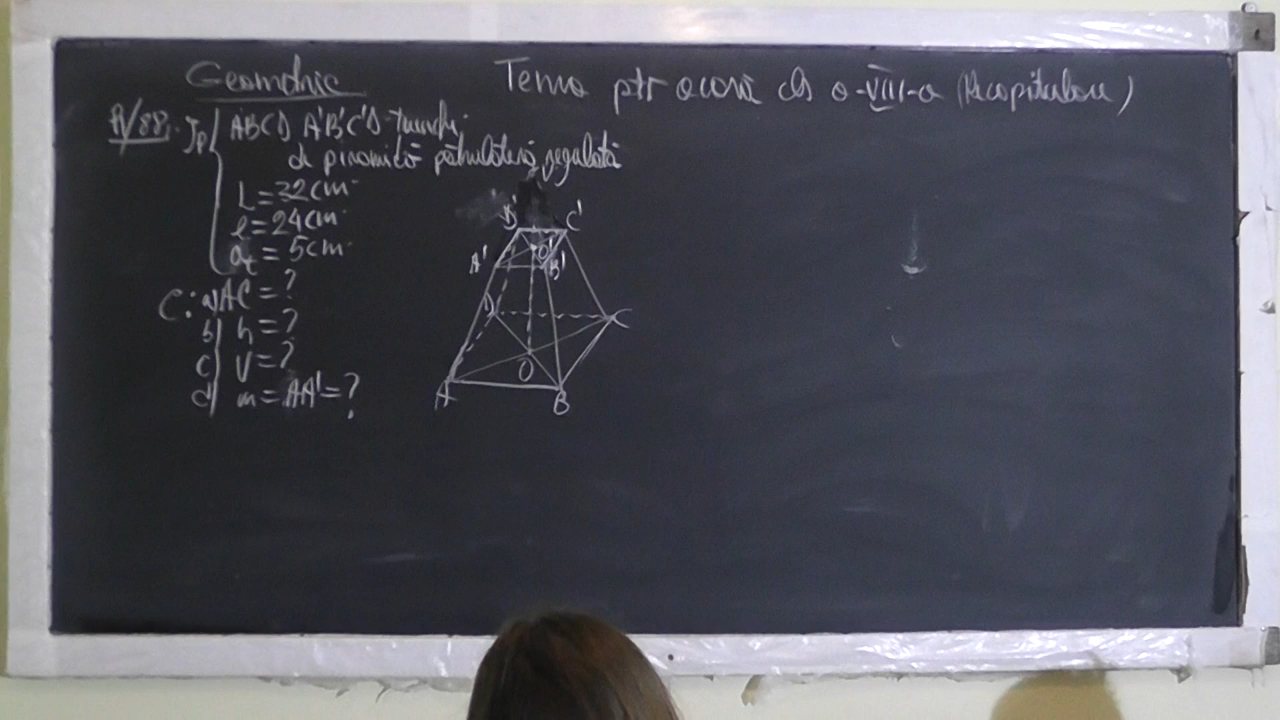 Geometrie
Tema ptr acasă cls a-VIII-a (Recapitulare)
P/88. Ip ABCD A'B'C'D' trunchi
de piramidă patrulateră regulată
L = 32 cm
l = 24 cm
at = 5 cm
C: a) AC = ?
b) h = ?
c) V = ?
d) m = AA' = ?
D' C'
A' O' B'
D C
O
A B